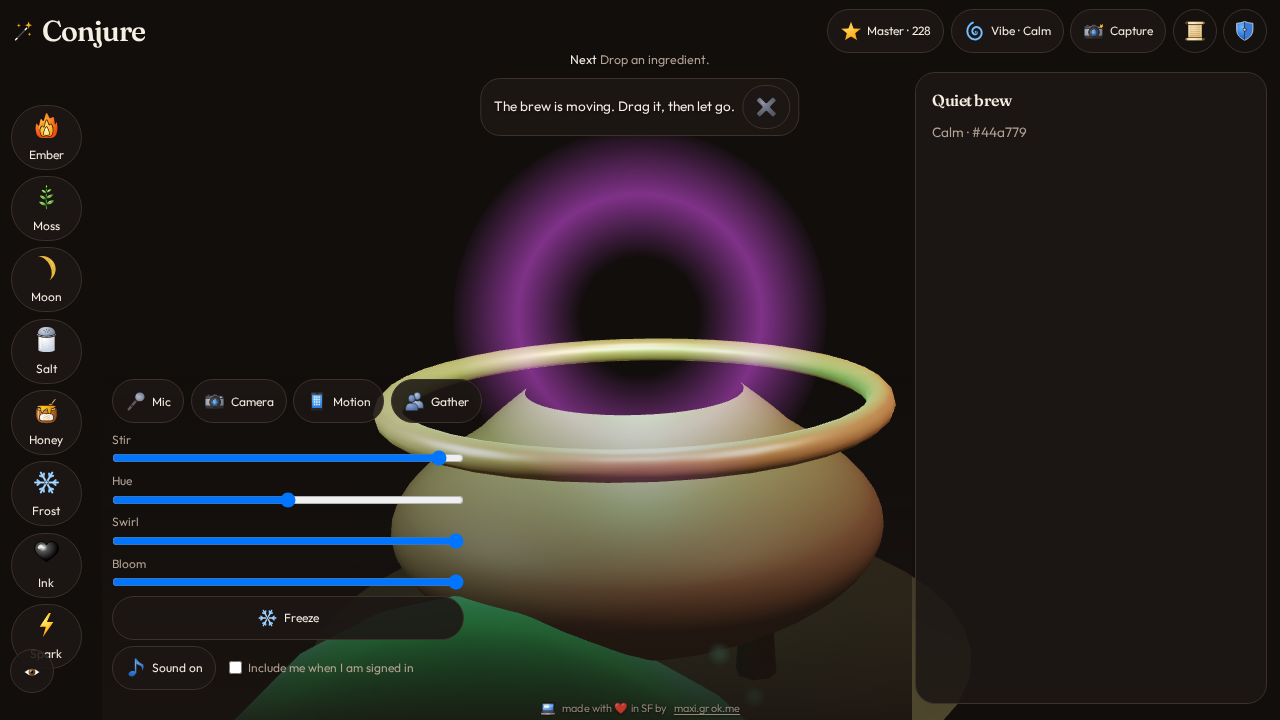 Conjure
Master · 228
Vibe · Calm
Capture
Next Drop an ingredient.
The brew is moving. Drag it, then let go.
Quiet brew
Calm · #44a779
Ember
Moss
Moon
Salt
Honey
Frost
Ink
Spark
Mic
Camera
Motion
Gather
Stir
Hue
Swirl
Bloom
Freeze
Sound on
Include me when I am signed in
made with ❤️ in SF by maxi.grok.me